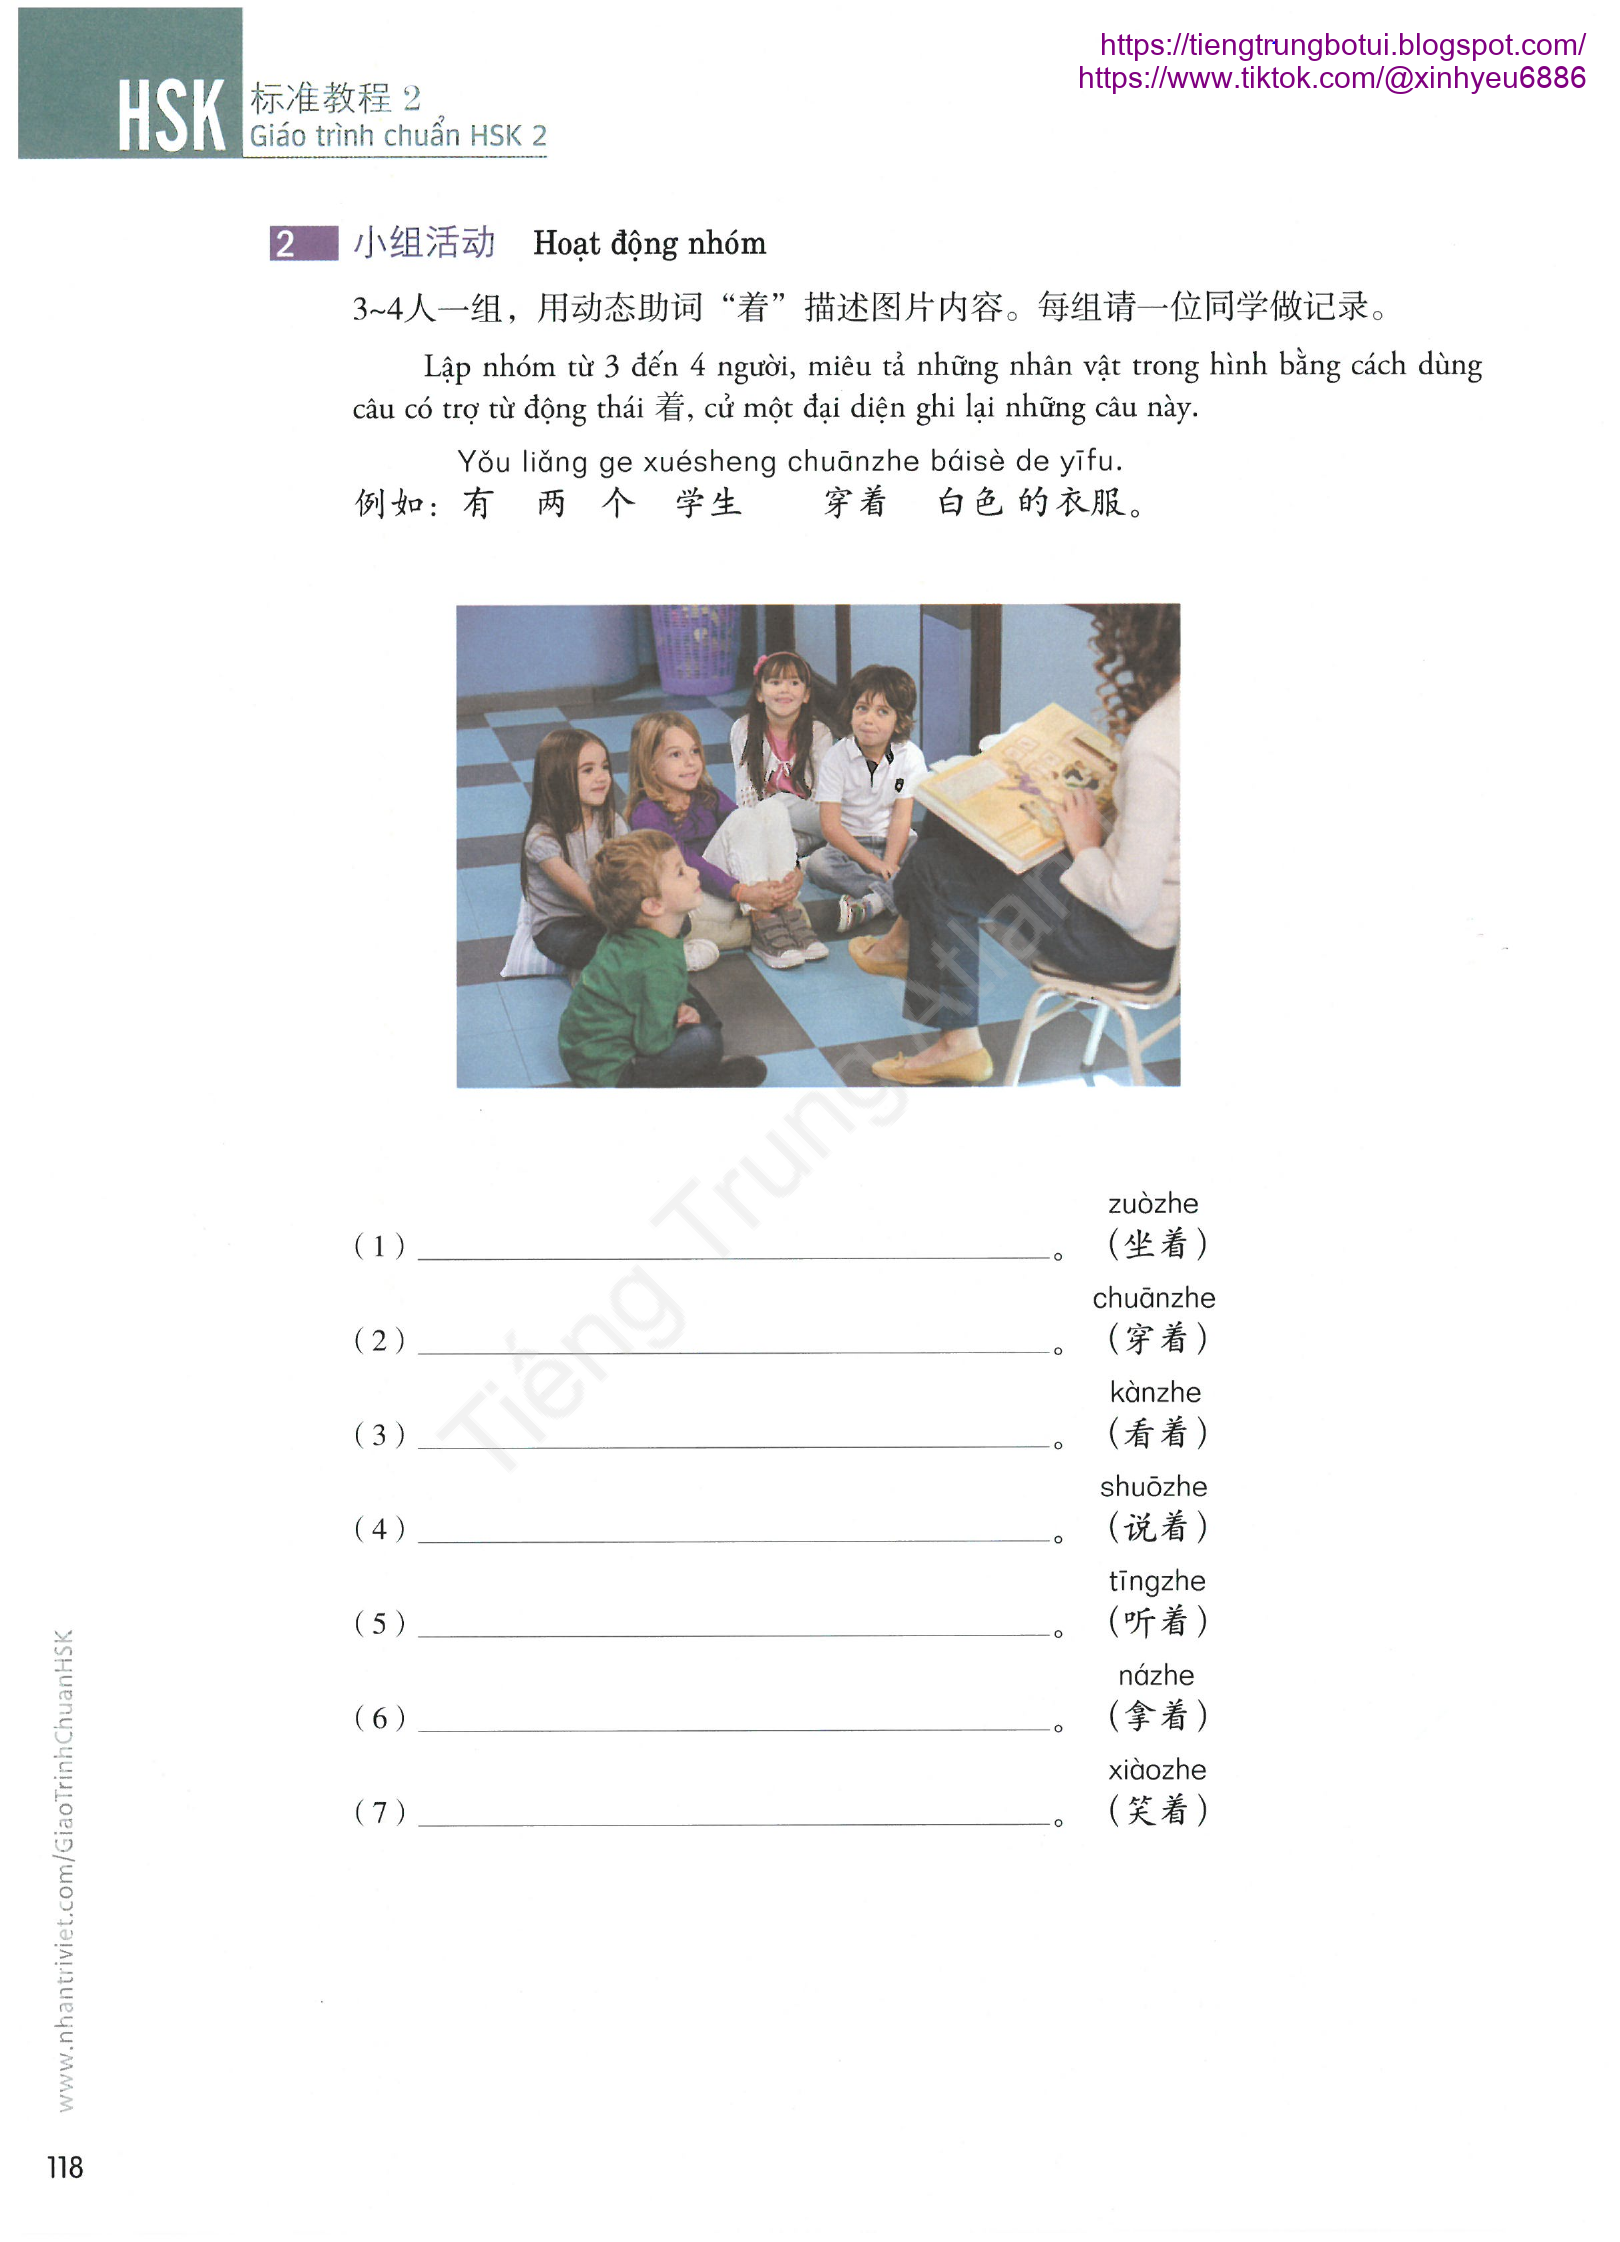 https://tiengtrungbotui.blogspot.com/
https://www.tiktok.com/@xinhyeu6886
HSK 标准教程 2
Giáo trình chuẩn HSK 2
2 小组活动 Hoạt động nhóm
3~4人一组，用动态助词“着”描述图片内容。每组请一位同学做记录。
Lập nhóm từ 3 đến 4 người, miêu tả những nhân vật trong hình bằng cách dùng
câu có trợ từ động thái 着, cử một đại diện ghi lại những câu này.
Yǒu liǎng ge xuésheng chuānzhe báisè de yīfu.
例如：有 两 个 学生 穿着 白色 的 衣服。
zuòzhe
（1）。（坐着）
chuānzhe
（2）。（穿着）
kànzhe
（3）。（看着）
shuōzhe
（4）。（说着）
tīngzhe
（5）。（听着）
názhe
（6）。（拿着）
xiàozhe
（7）。（笑着）
Tiếng Trung
www.nhantriviet.com/GiaoTrinhChuanHSK
118